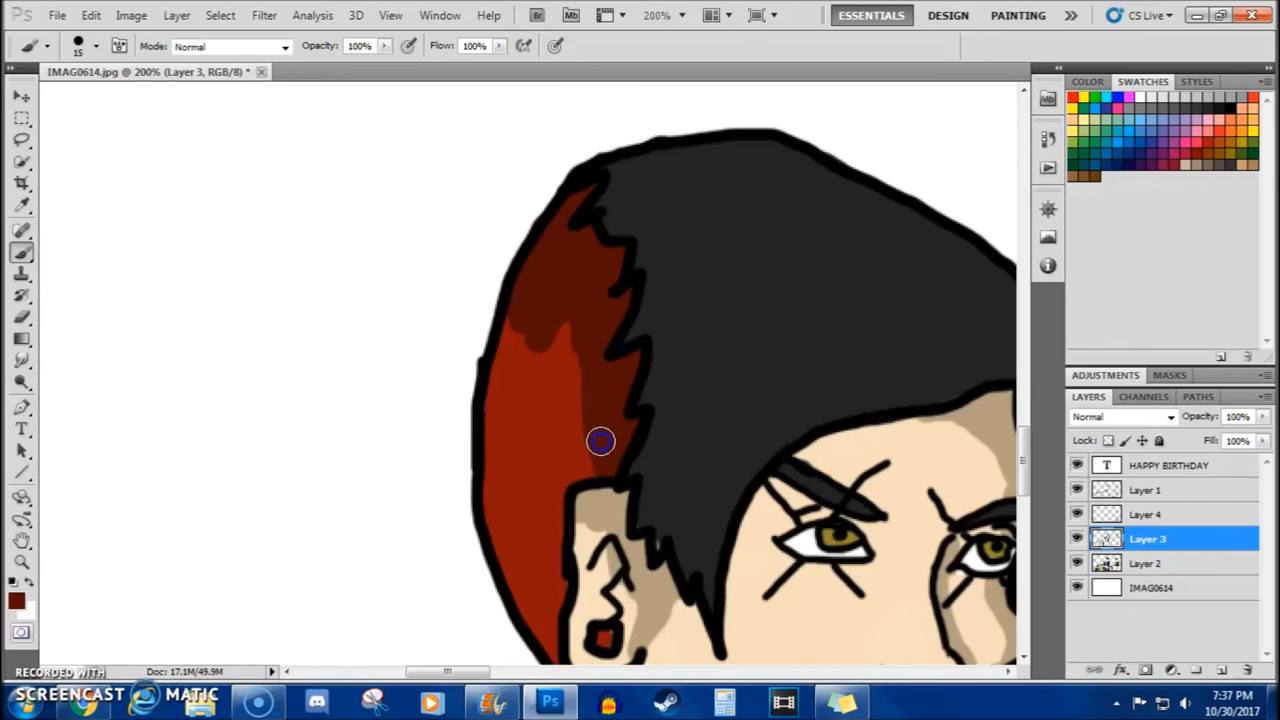 Ps File Edit Image Layer Select Filter Analysis 3D View Window Help Br Mb 200% ESSENTIALS DESIGN PAINTING CS Live
15 Mode: Normal Opacity: 100% Flow: 100%
IMAG0614.jpg @ 200% (Layer 3, RGB/8) *
COLOR SWATCHES STYLES
Mb
ADJUSTMENTS MASKS
LAYERS CHANNELS PATHS
Normal Opacity: 100%
Lock: Fill: 100%
T HAPPY BIRTHDAY
Layer 1
Layer 4
Layer 3
Layer 2
IMAG0614
RECORDED WITH
SCREENCAST MATIC
Doc: 17.1M/49.9M
Ps
7:37 PM
10/30/2017